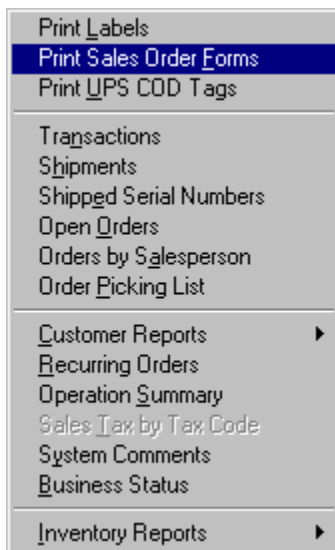 Print Labels
Print Sales Order Forms
Print UPS COD Tags
Transactions
Shipments
Shipped Serial Numbers
Open Orders
Orders by Salesperson
Order Picking List
Customer Reports
Recurring Orders
Operation Summary
Sales Tax by Tax Code
System Comments
Business Status
Inventory Reports